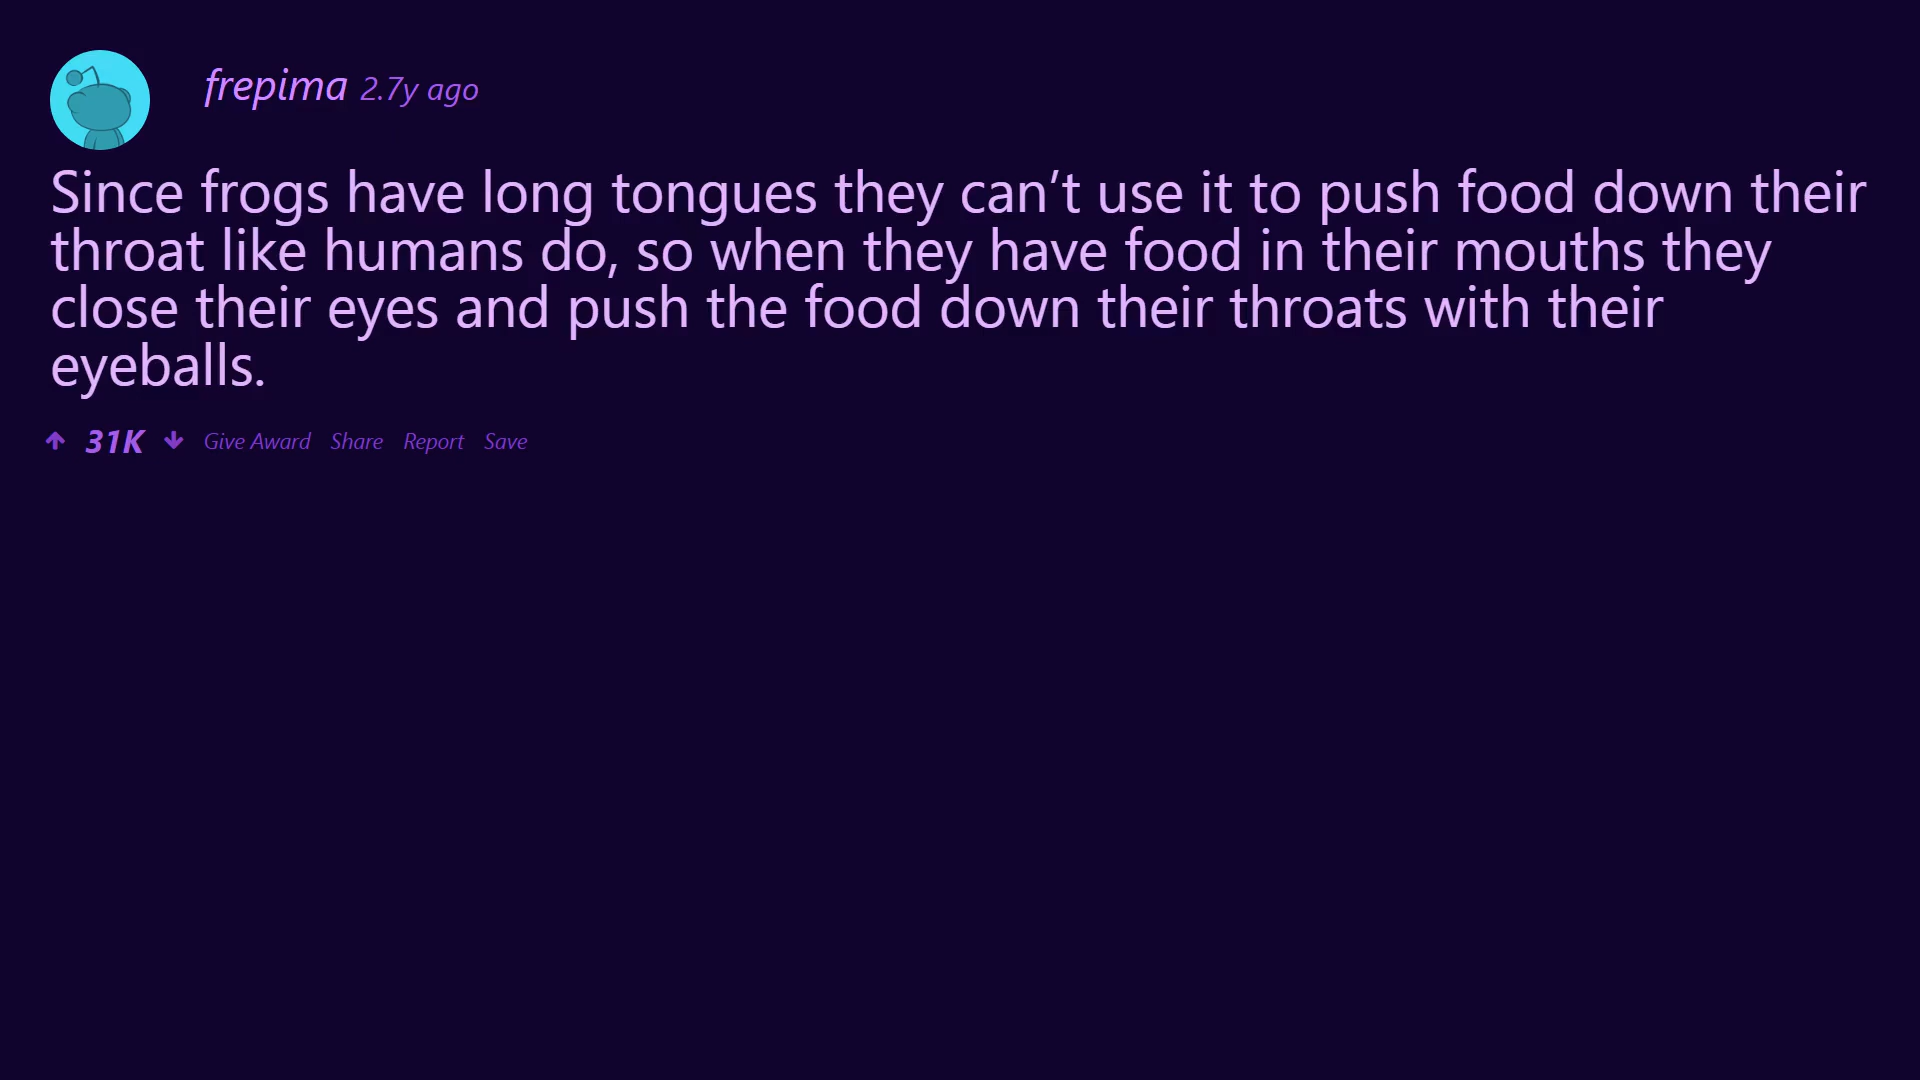 frepima 2.7y ago
Since frogs have long tongues they can’t use it to push food down their
throat like humans do, so when they have food in their mouths they
close their eyes and push the food down their throats with their
eyeballs.
31K Give Award Share Report Save